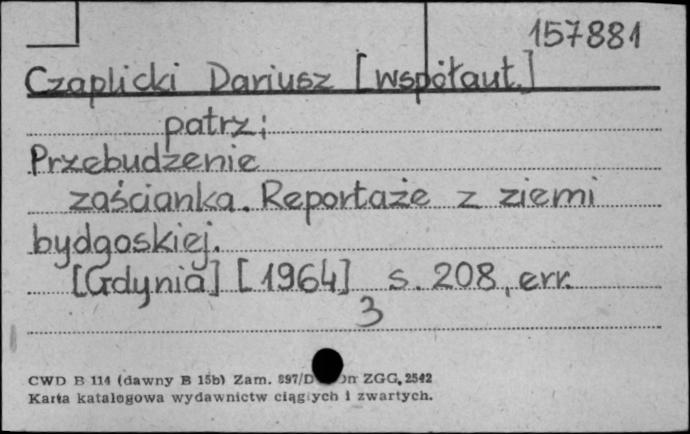 157881
Czaplicki Dariusz [współaut.]
patrz:
Przebudzenie
zaścianka. Reportaże z ziemi
bydgoskiej.
[Gdynia] [1964] s. 208, err.
3
CWD B 114 (dawny B 15b) Zam. 897/D ZGG, 2542
Karta katalogowa wydawnictw ciągłych i zwartych.